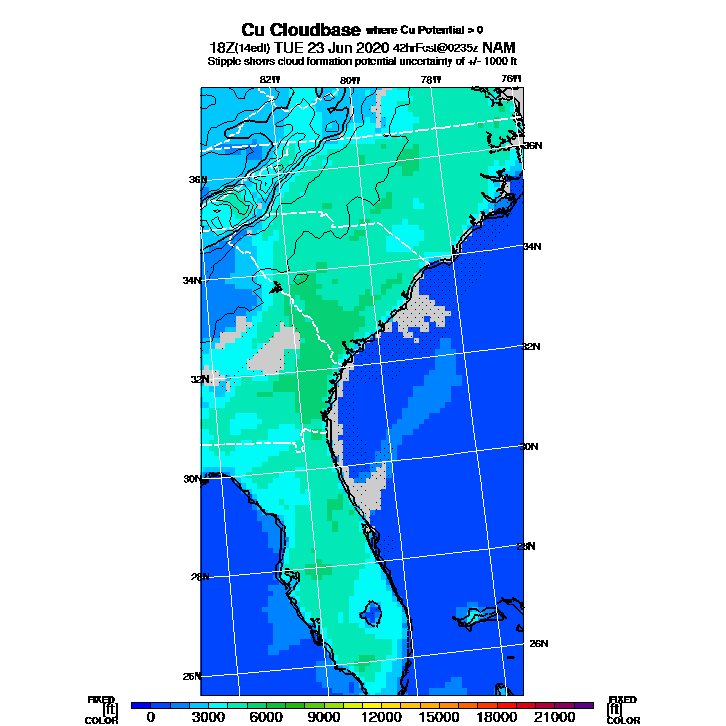 Cu Cloudbase where Cu Potential > 0
18Z(14edt) TUE 23 Jun 2020 42hrFcst@0235z NAM
Stipple shows cloud formation potential uncertainty of +/- 1000 ft
82W 80W 78W 76W
36N 36N
34N 34N
32N 32N
30N 30N
28N 28N
26N 26N
FIXED FIXED
[ft] [ft]
COLOR 0 3000 6000 9000 12000 15000 18000 21000 COLOR